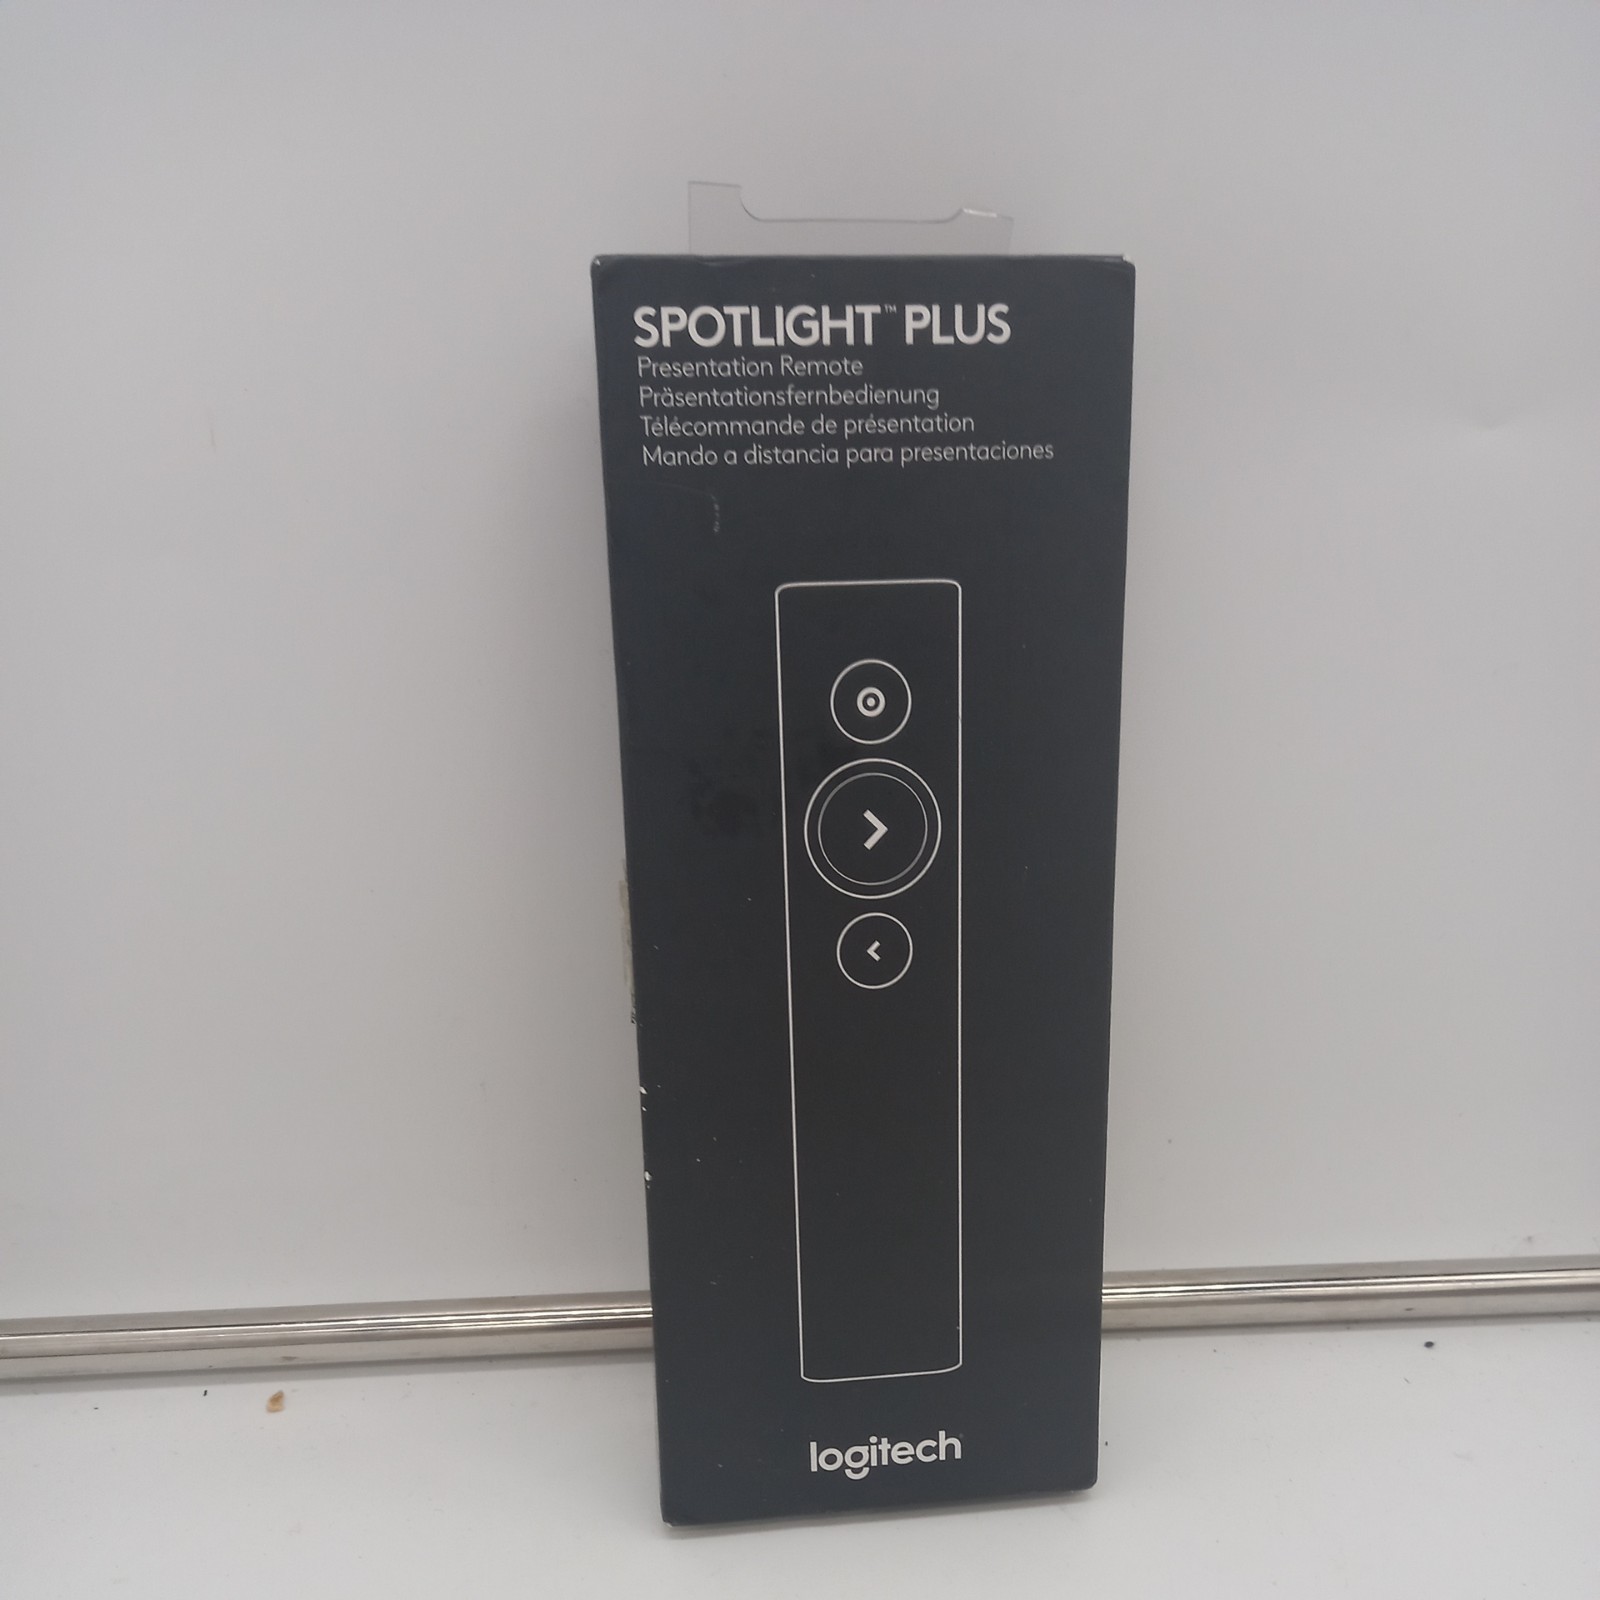 SPOTLIGHT™ PLUS
Presentation Remote
Präsentationsfernbedienung
Télécommande de présentation
Mando a distancia para presentaciones
logitech